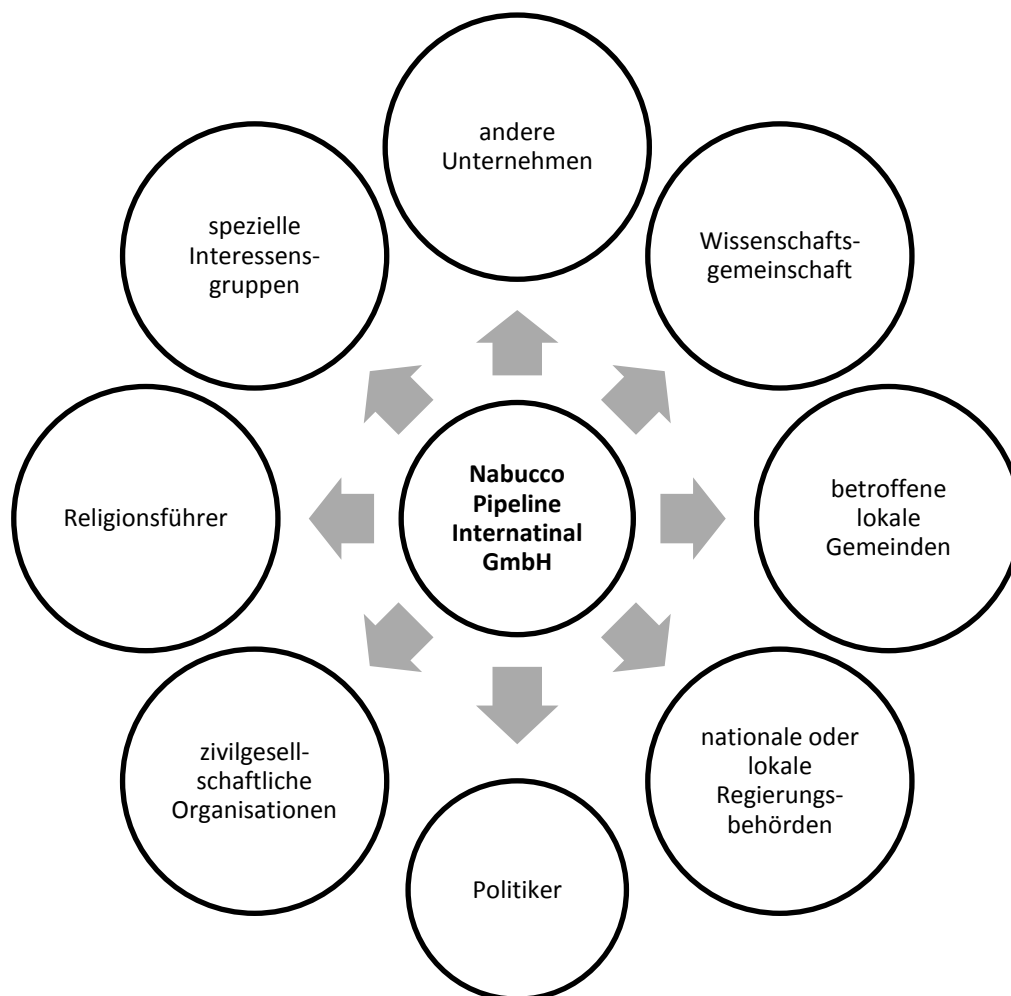 andere
Unternehmen
spezielle
Interessens-
gruppen
Wissenschafts-
gemeinschaft
Religionsführer
Nabucco
Pipeline
Internatinal
GmbH
betroffene
lokale
Gemeinden
zivilgesell-
schaftliche
Organisationen
nationale oder
lokale
Regierungs-
behörden
Politiker